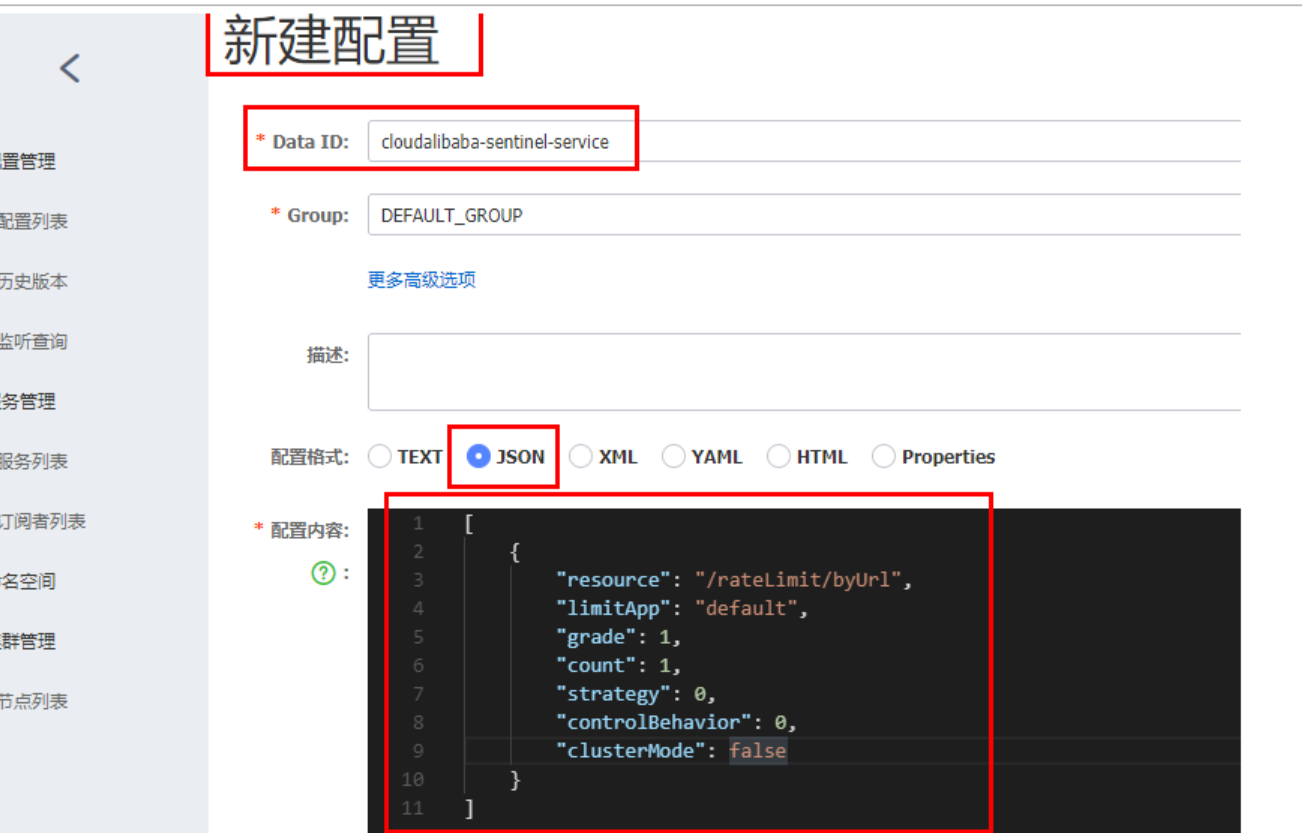 新建配置
置管理
配置列表
历史版本
监听查询
务管理
服务列表
订阅者列表
名空间
群管理
节点列表
* Data ID: cloudalibaba-sentinel-service
* Group: DEFAULT_GROUP
更多高级选项
描述:
配置格式: TEXT JSON XML YAML HTML Properties
* 配置内容:
? :
1 [
2 {
3 "resource": "/rateLimit/byUrl",
4 "limitApp": "default",
5 "grade": 1,
6 "count": 1,
7 "strategy": 0,
8 "controlBehavior": 0,
9 "clusterMode": false
10 }
11 ]